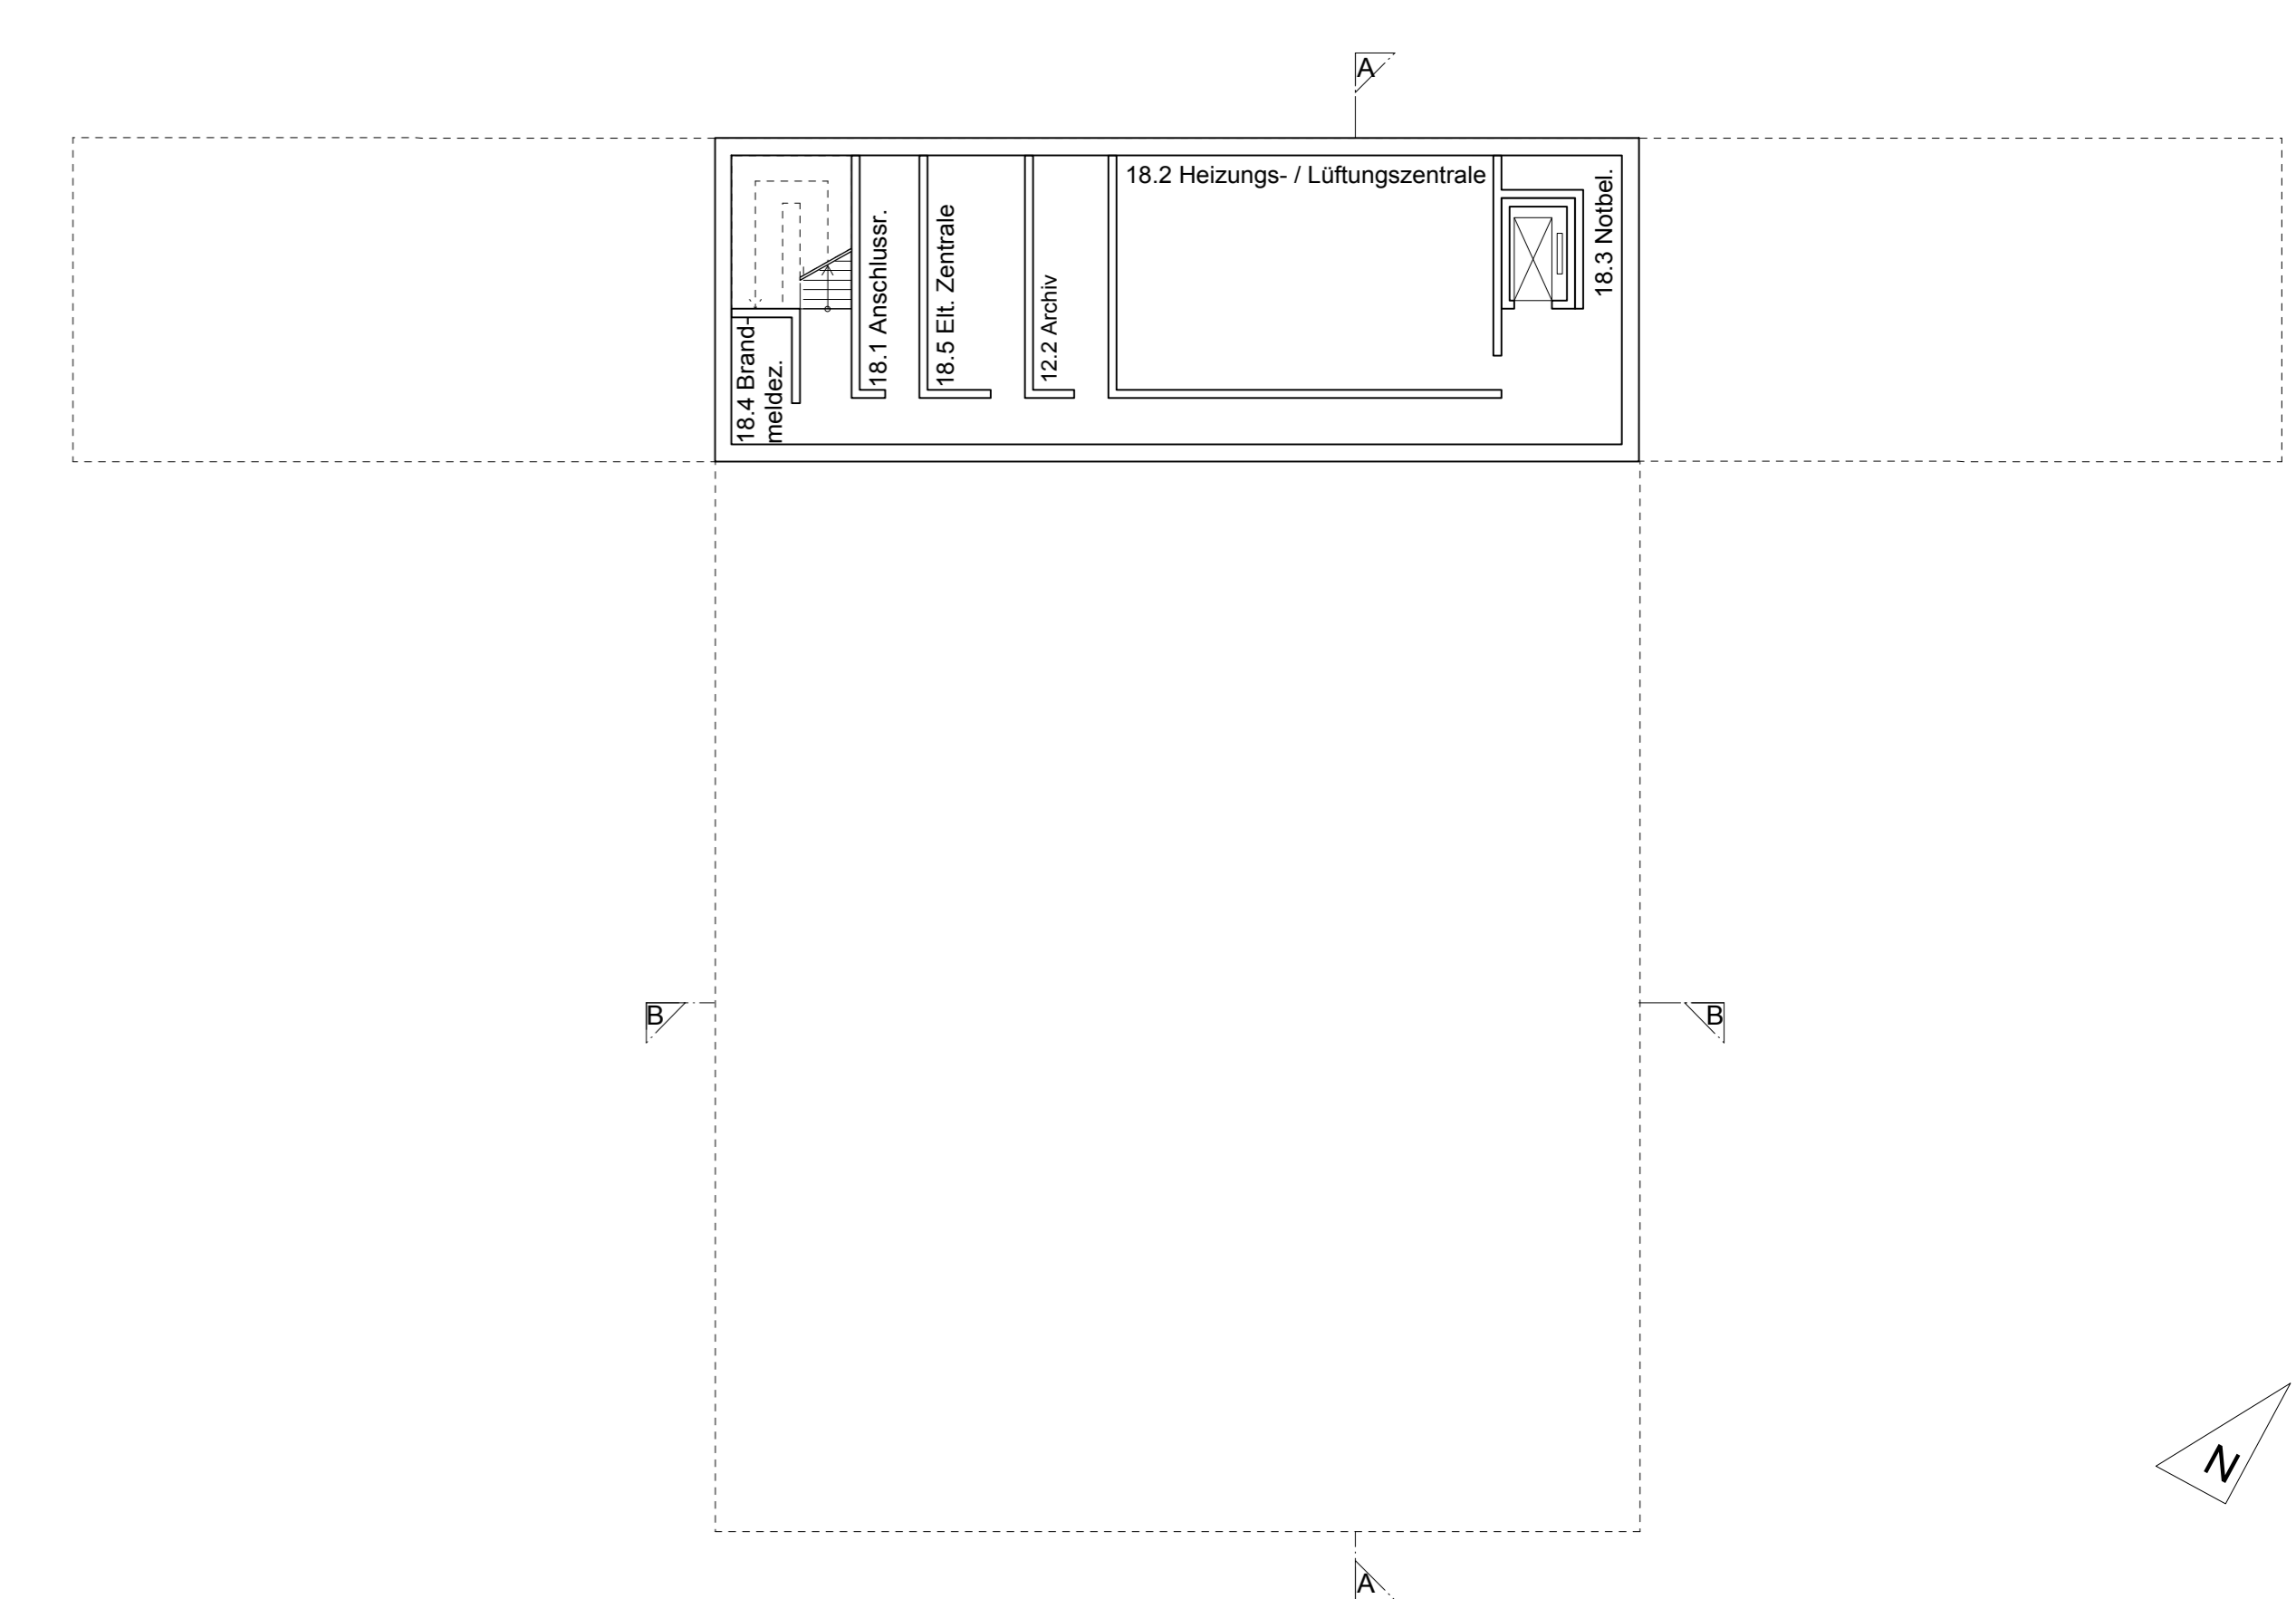 A
18.2 Heizungs- / Lüftungszentrale
18.4 Brand-
meldez.
18.1 Anschlussr.
18.5 Elt. Zentrale
12.2 Archiv
18.3 Notbel.
B
B
N
A